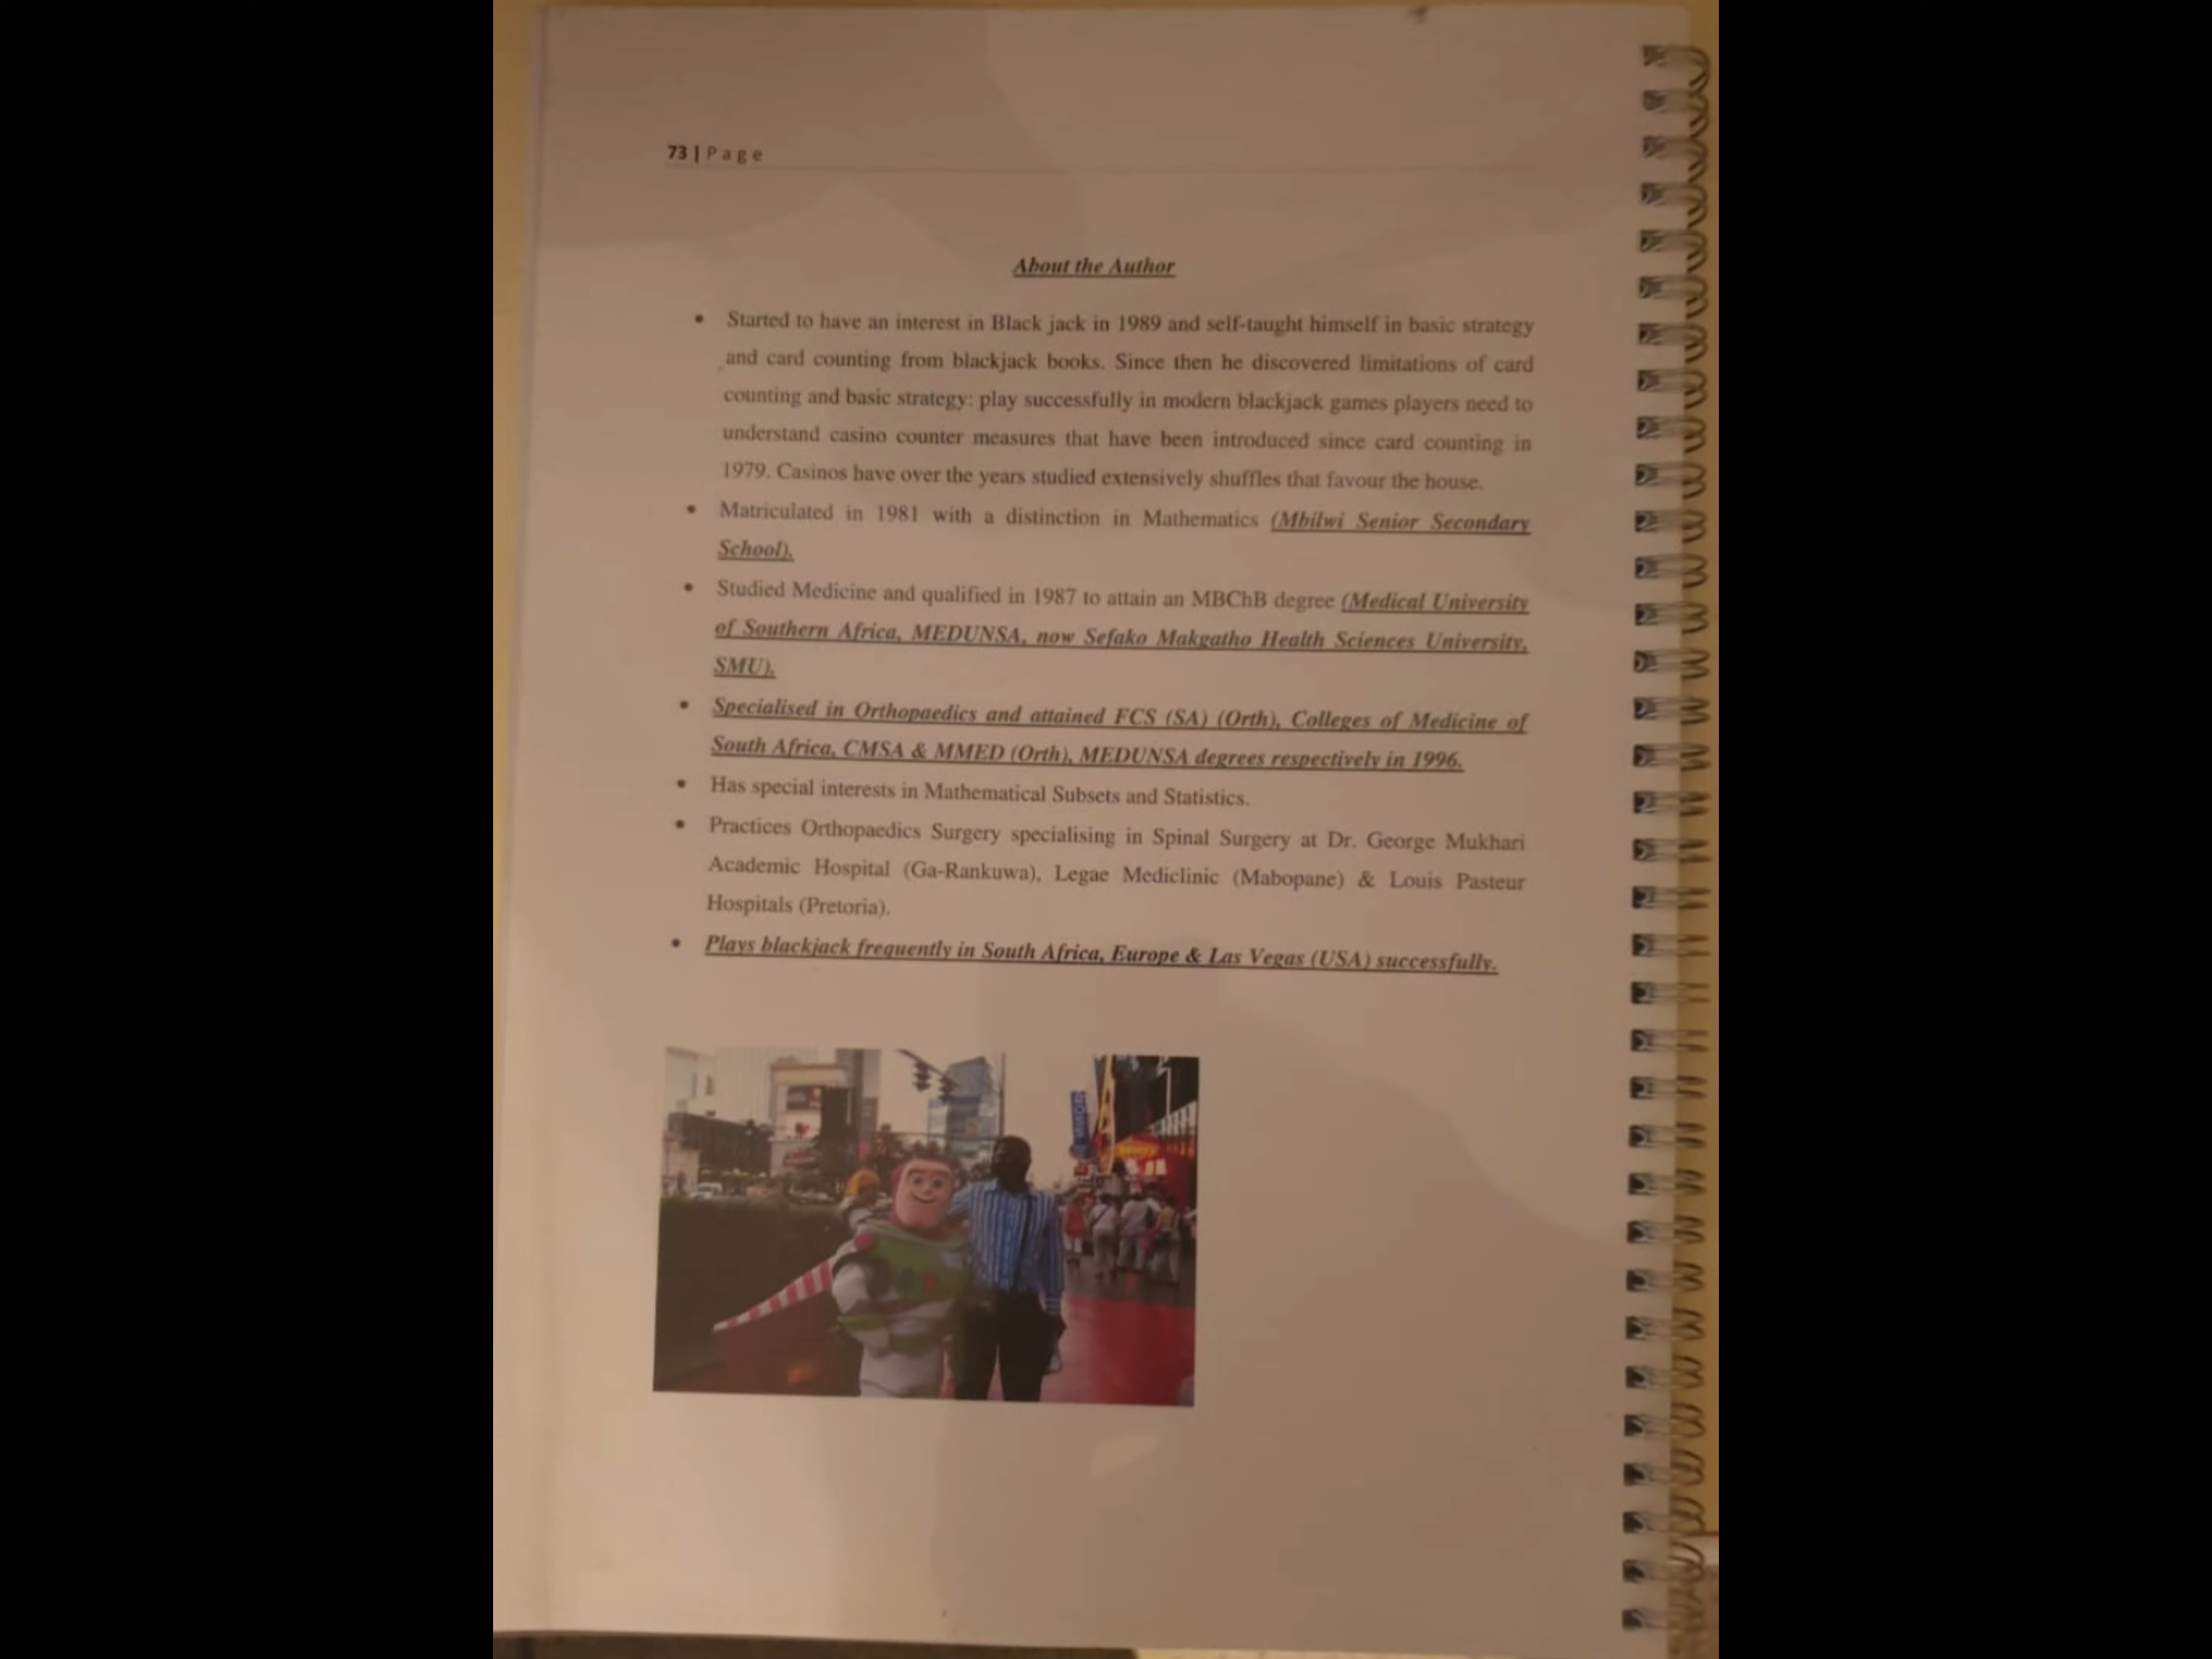 73 | Page
About the Author
• Started to have an interest in Black jack in 1989 and self-taught himself in basic strategy
and card counting from blackjack books. Since then he discovered limitations of card
counting and basic strategy: play successfully in modern blackjack games players need to
understand casino counter measures that have been introduced since card counting in
1979. Casinos have over the years studied extensively shuffles that favour the house.
• Matriculated in 1981 with a distinction in Mathematics (Mbilwi Senior Secondary
School).
• Studied Medicine and qualified in 1987 to attain an MBChB degree (Medical University
of Southern Africa, MEDUNSA, now Sefako Makgatho Health Sciences University,
SMU).
• Specialised in Orthopaedics and attained FCS (SA) (Orth), Colleges of Medicine of
South Africa, CMSA & MMED (Orth), MEDUNSA degrees respectively in 1996.
• Has special interests in Mathematical Subsets and Statistics.
• Practices Orthopaedics Surgery specialising in Spinal Surgery at Dr. George Mukhari
Academic Hospital (Ga-Rankuwa), Legae Mediclinic (Mabopane) & Louis Pasteur
Hospitals (Pretoria).
• Plays blackjack frequently in South Africa, Europe & Las Vegas (USA) successfully.